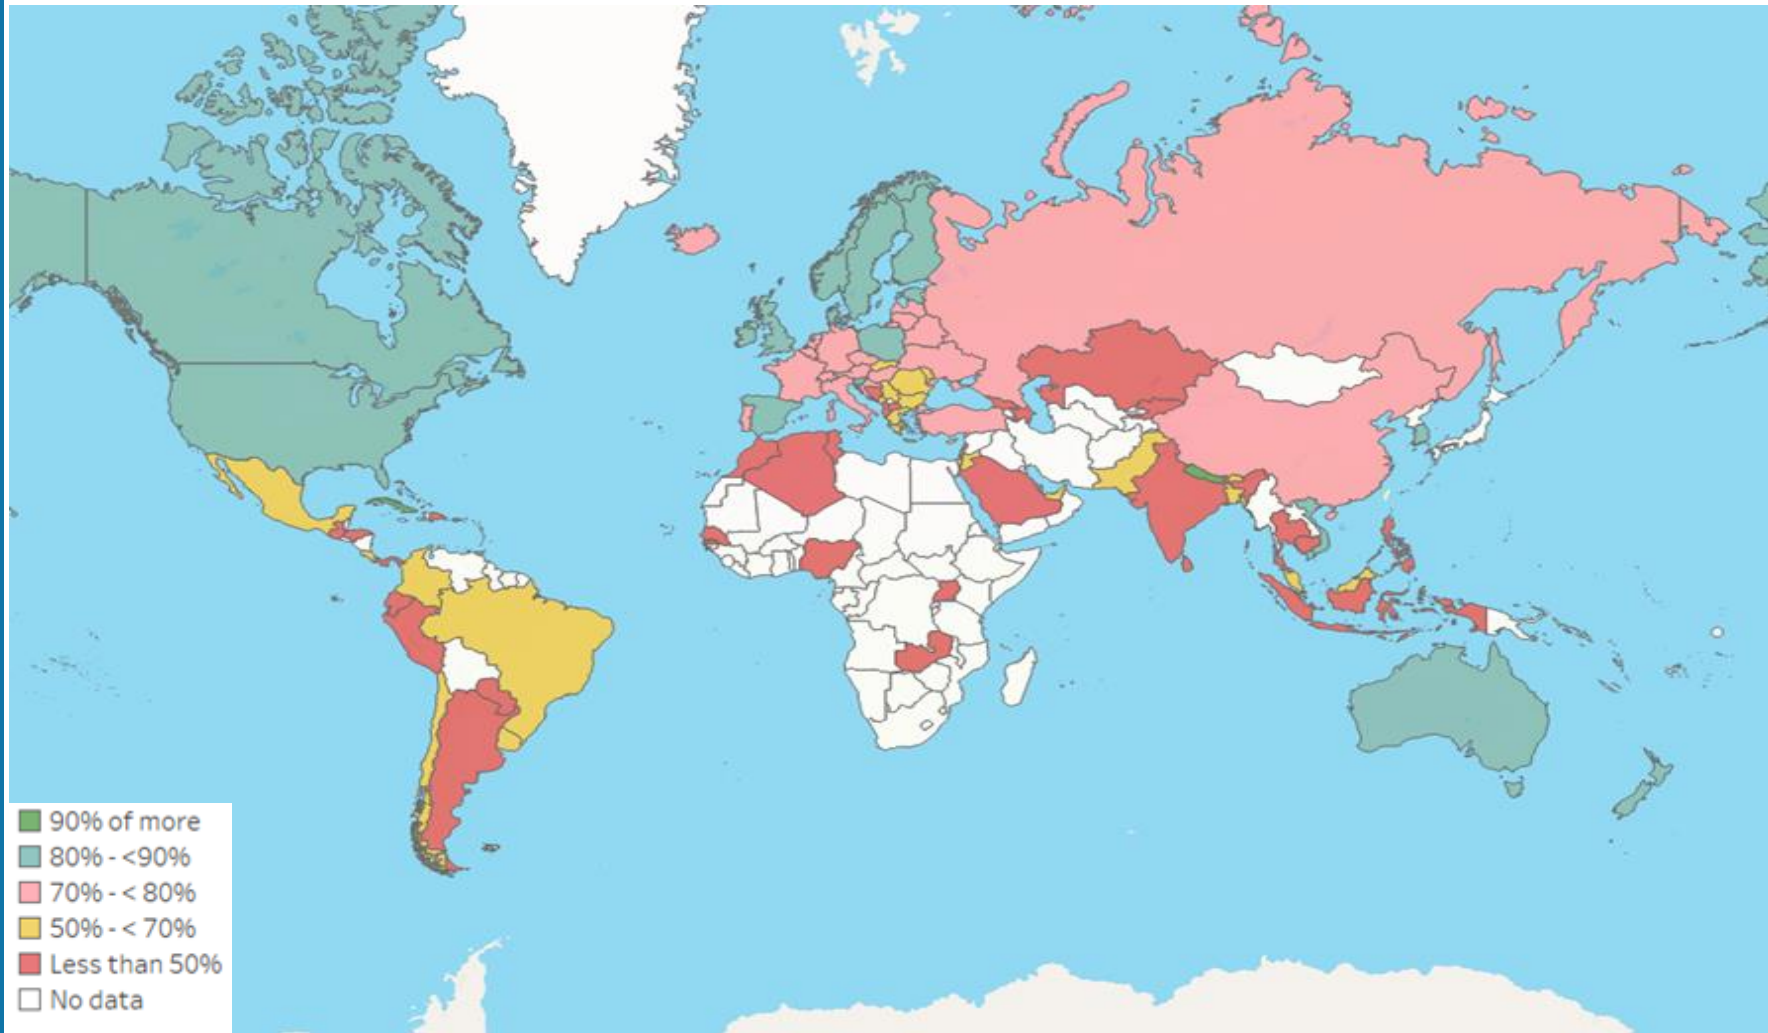 90% of more
80% - <90%
70% - < 80%
50% - < 70%
Less than 50%
No data